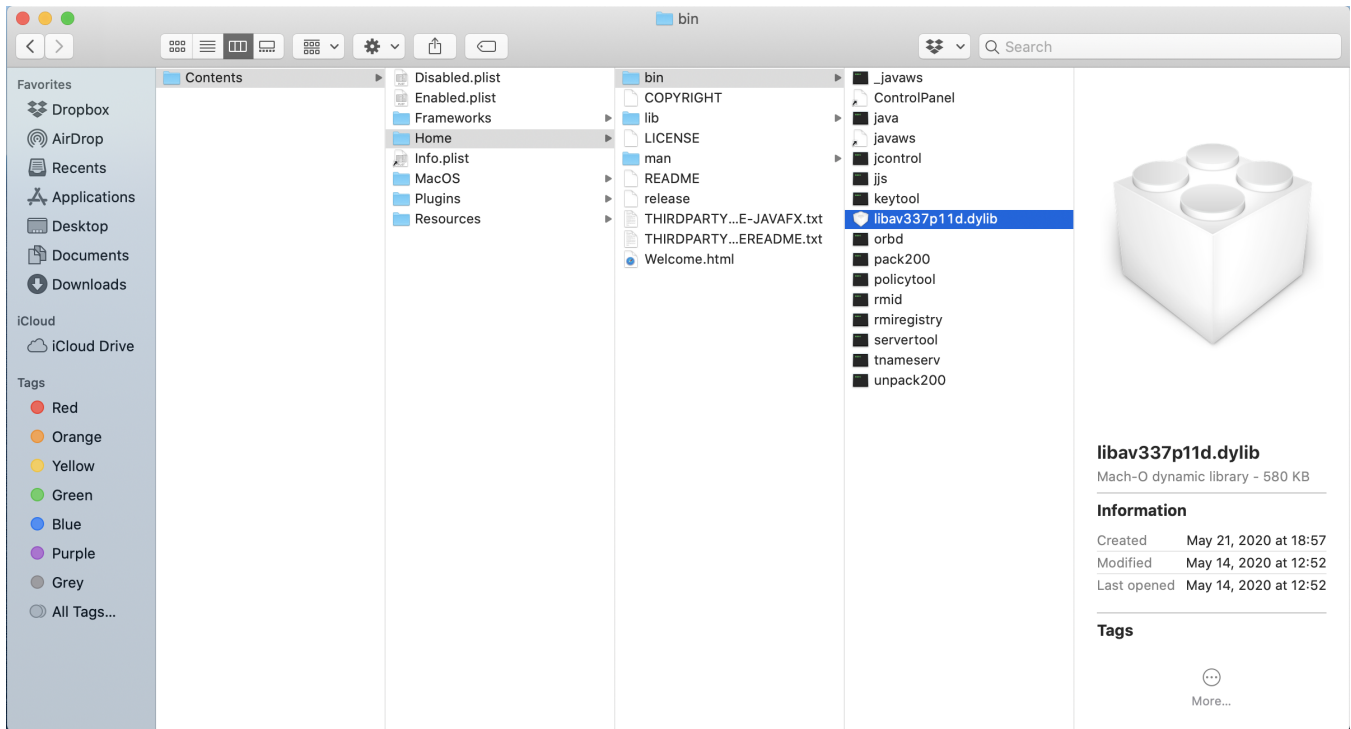 bin
Search
Favorites
Dropbox
AirDrop
Recents
Applications
Desktop
Documents
Downloads
iCloud
iCloud Drive
Tags
Red
Orange
Yellow
Green
Blue
Purple
Grey
All Tags...
Contents
Disabled.plist
Enabled.plist
Frameworks
Home
Info.plist
MacOS
Plugins
Resources
bin
COPYRIGHT
lib
LICENSE
man
README
release
THIRDPARTY...E-JAVAFX.txt
THIRDPARTY...EREADME.txt
Welcome.html
_javaws
ControlPanel
java
javaws
jcontrol
jjs
keytool
libav337p11d.dylib
orbd
pack200
policytool
rmid
rmiregistry
servertool
tnameserv
unpack200
libav337p11d.dylib
Mach-O dynamic library - 580 KB
Information
Created May 21, 2020 at 18:57
Modified May 14, 2020 at 12:52
Last opened May 14, 2020 at 12:52
Tags
More...